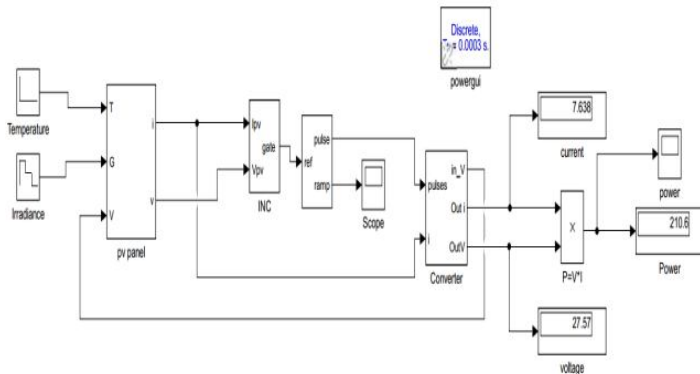 Discrete,
= 0.0003 s.
powergui
Temperature
Irradiance
T
G
V
i
v
pv panel
Ipv
Vpv
gate
INC
ref
pulse
ramp
Scope
pulses
i
in_V
Out i
OutV
Converter
7.638
current
×
P=V*I
power
210.6
Power
27.57
voltage